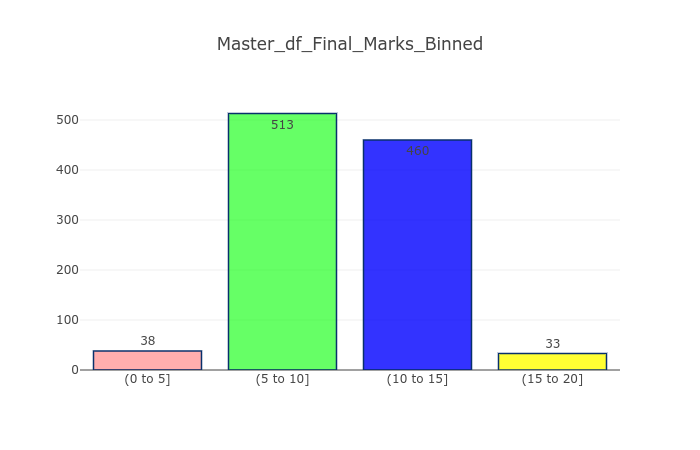 Master_df_Final_Marks_Binned
500
400
300
200
100
0
38
513
460
33
(0 to 5]
(5 to 10]
(10 to 15]
(15 to 20]